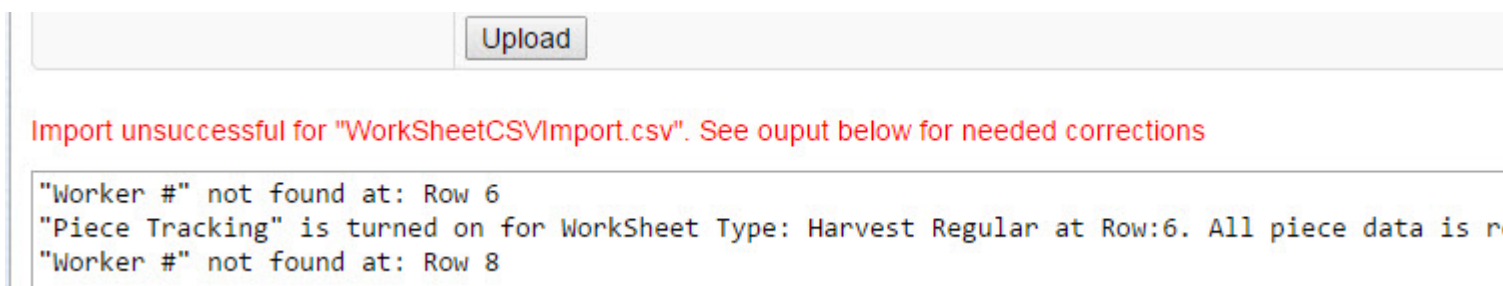 Upload
Import unsuccessful for "WorkSheetCSVImport.csv". See ouput below for needed corrections
"Worker #" not found at: Row 6
"Piece Tracking" is turned on for WorkSheet Type: Harvest Regular at Row:6. All piece data is
"Worker #" not found at: Row 8